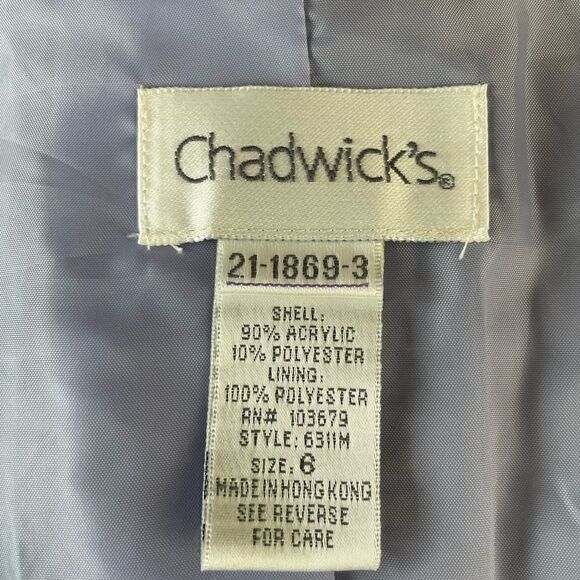 Chadwick's®
21-1869-3
SHELL:
90% ACRYLIC
10% POLYESTER
LINING:
100% POLYESTER
RN# 103679
STYLE: 6311M
SIZE: 6
MADE IN HONG KONG
SEE REVERSE
FOR CARE